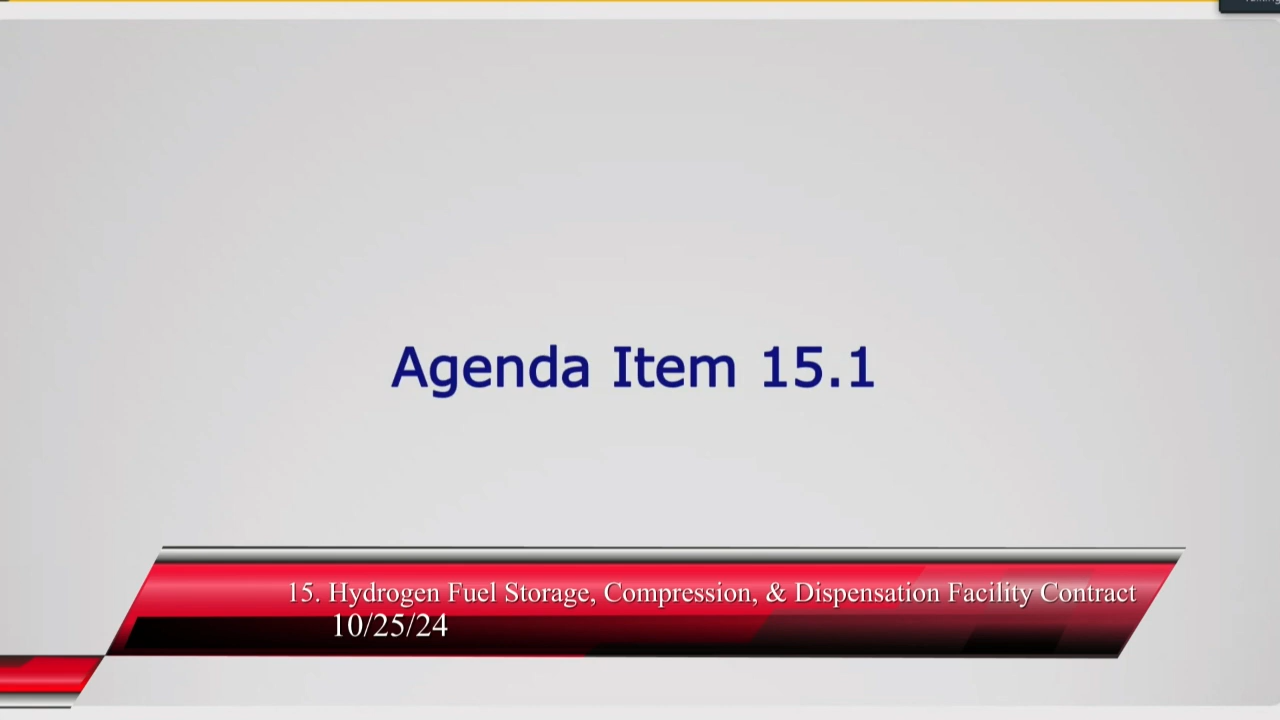 Agenda Item 15.1
15. Hydrogen Fuel Storage, Compression, & Dispensation Facility Contract
10/25/24